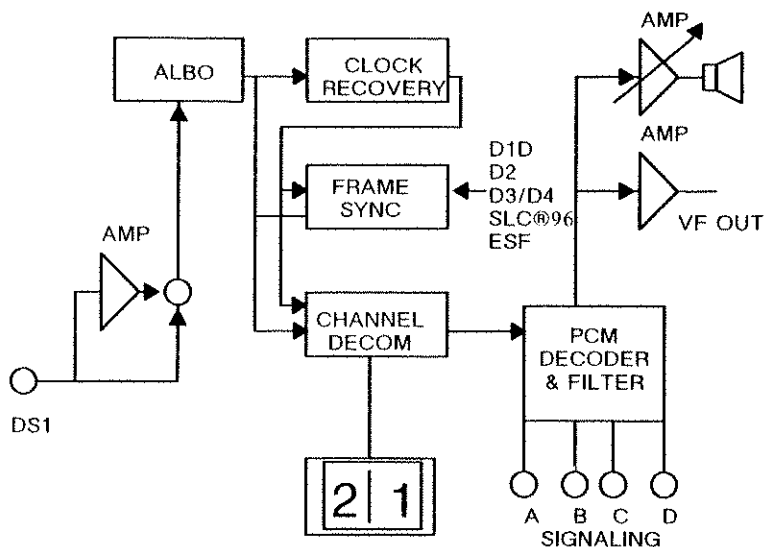 AMP
ALBO
CLOCK
RECOVERY
D1D
D2
D3/D4
SLC®96
ESF
FRAME
SYNC
AMP
VF OUT
AMP
DS1
CHANNEL
DECOM
PCM
DECODER
& FILTER
2 1
A B C D
SIGNALING